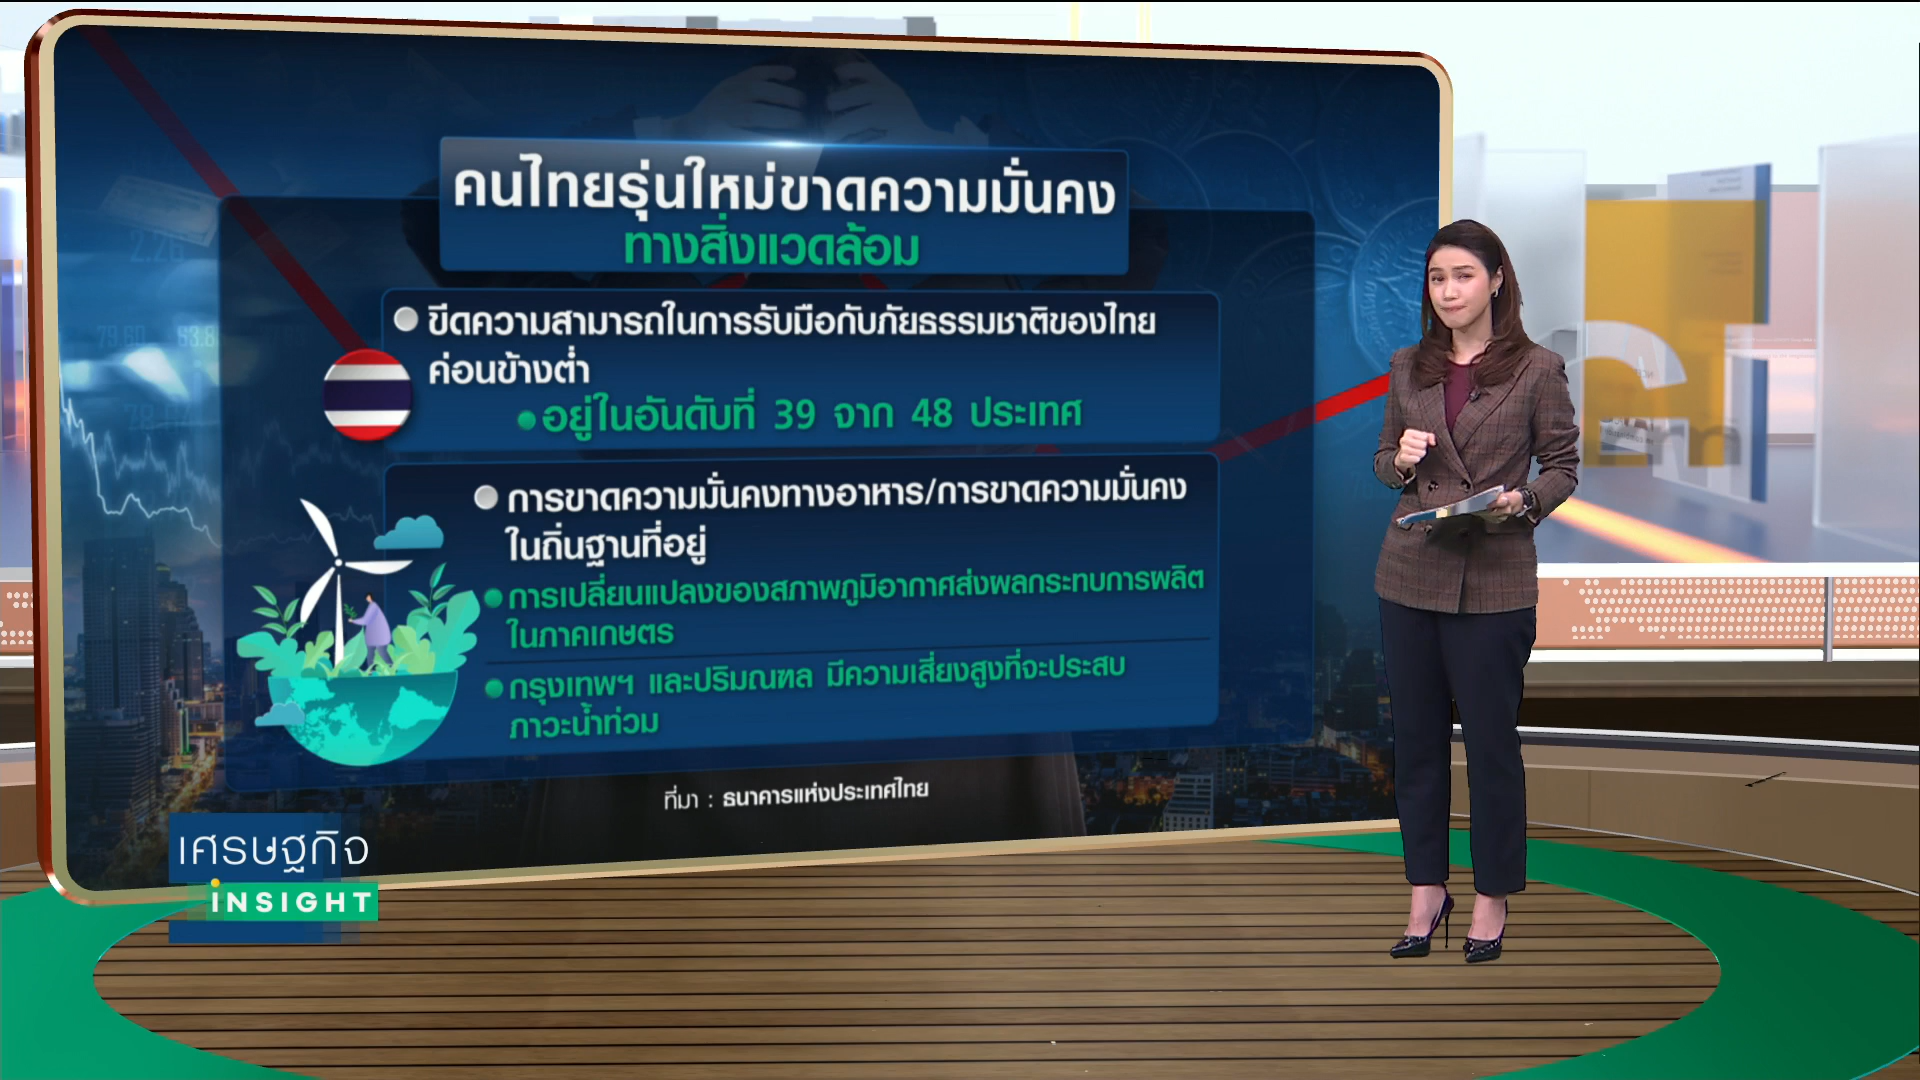 คนไทยรุ่นใหม่ขาดความมั่นคง
ทางสิ่งแวดล้อม
ขีดความสามารถในการรับมือกับภัยธรรมชาติของไทย
ค่อนข้างต่ำ
อยู่ในอันดับที่ 39 จาก 48 ประเทศ
การขาดความมั่นคงทางอาหาร/การขาดความมั่นคง
ในถิ่นฐานที่อยู่
การเปลี่ยนแปลงของสภาพภูมิอากาศส่งผลกระทบการผลิต
ในภาคเกษตร
กรุงเทพฯ และปริมณฑล มีความเสี่ยงสูงที่จะประสบ
ภาวะน้ำท่วม
ที่มา : ธนาคารแห่งประเทศไทย
เศรษฐกิจ
INSIGHT